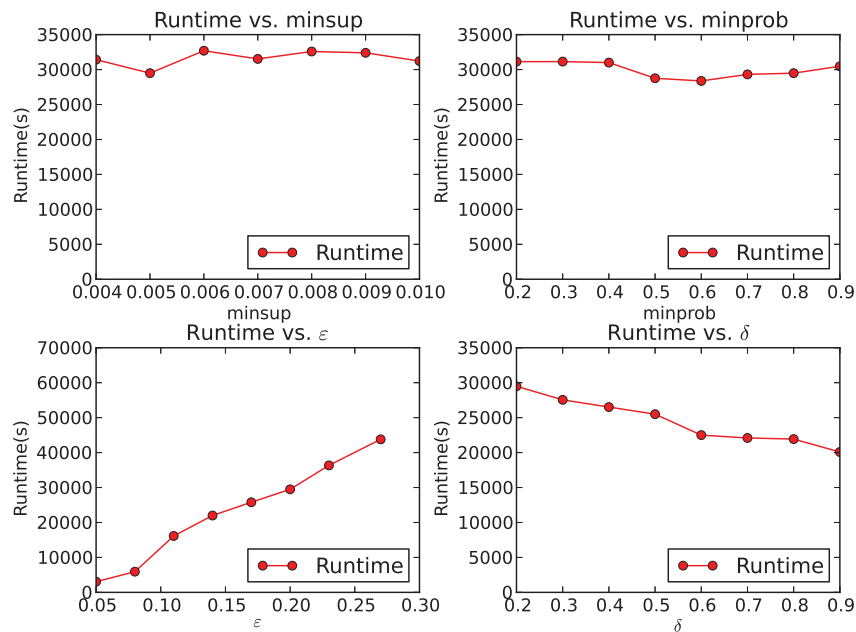 Runtime vs. minsup
35000
30000
25000
20000
15000
10000
5000
0
Runtime(s)
0.004 0.005 0.006 0.007 0.008 0.009 0.010
minsup
Runtime
Runtime vs. minprob
35000
30000
25000
20000
15000
10000
5000
0
Runtime(s)
0.2 0.3 0.4 0.5 0.6 0.7 0.8 0.9
minprob
Runtime
Runtime vs. ε
70000
60000
50000
40000
30000
20000
10000
0
Runtime(s)
0.05 0.10 0.15 0.20 0.25 0.30
ε
Runtime
Runtime vs. δ
35000
30000
25000
20000
15000
10000
5000
0
Runtime(s)
0.2 0.3 0.4 0.5 0.6 0.7 0.8 0.9
δ
Runtime